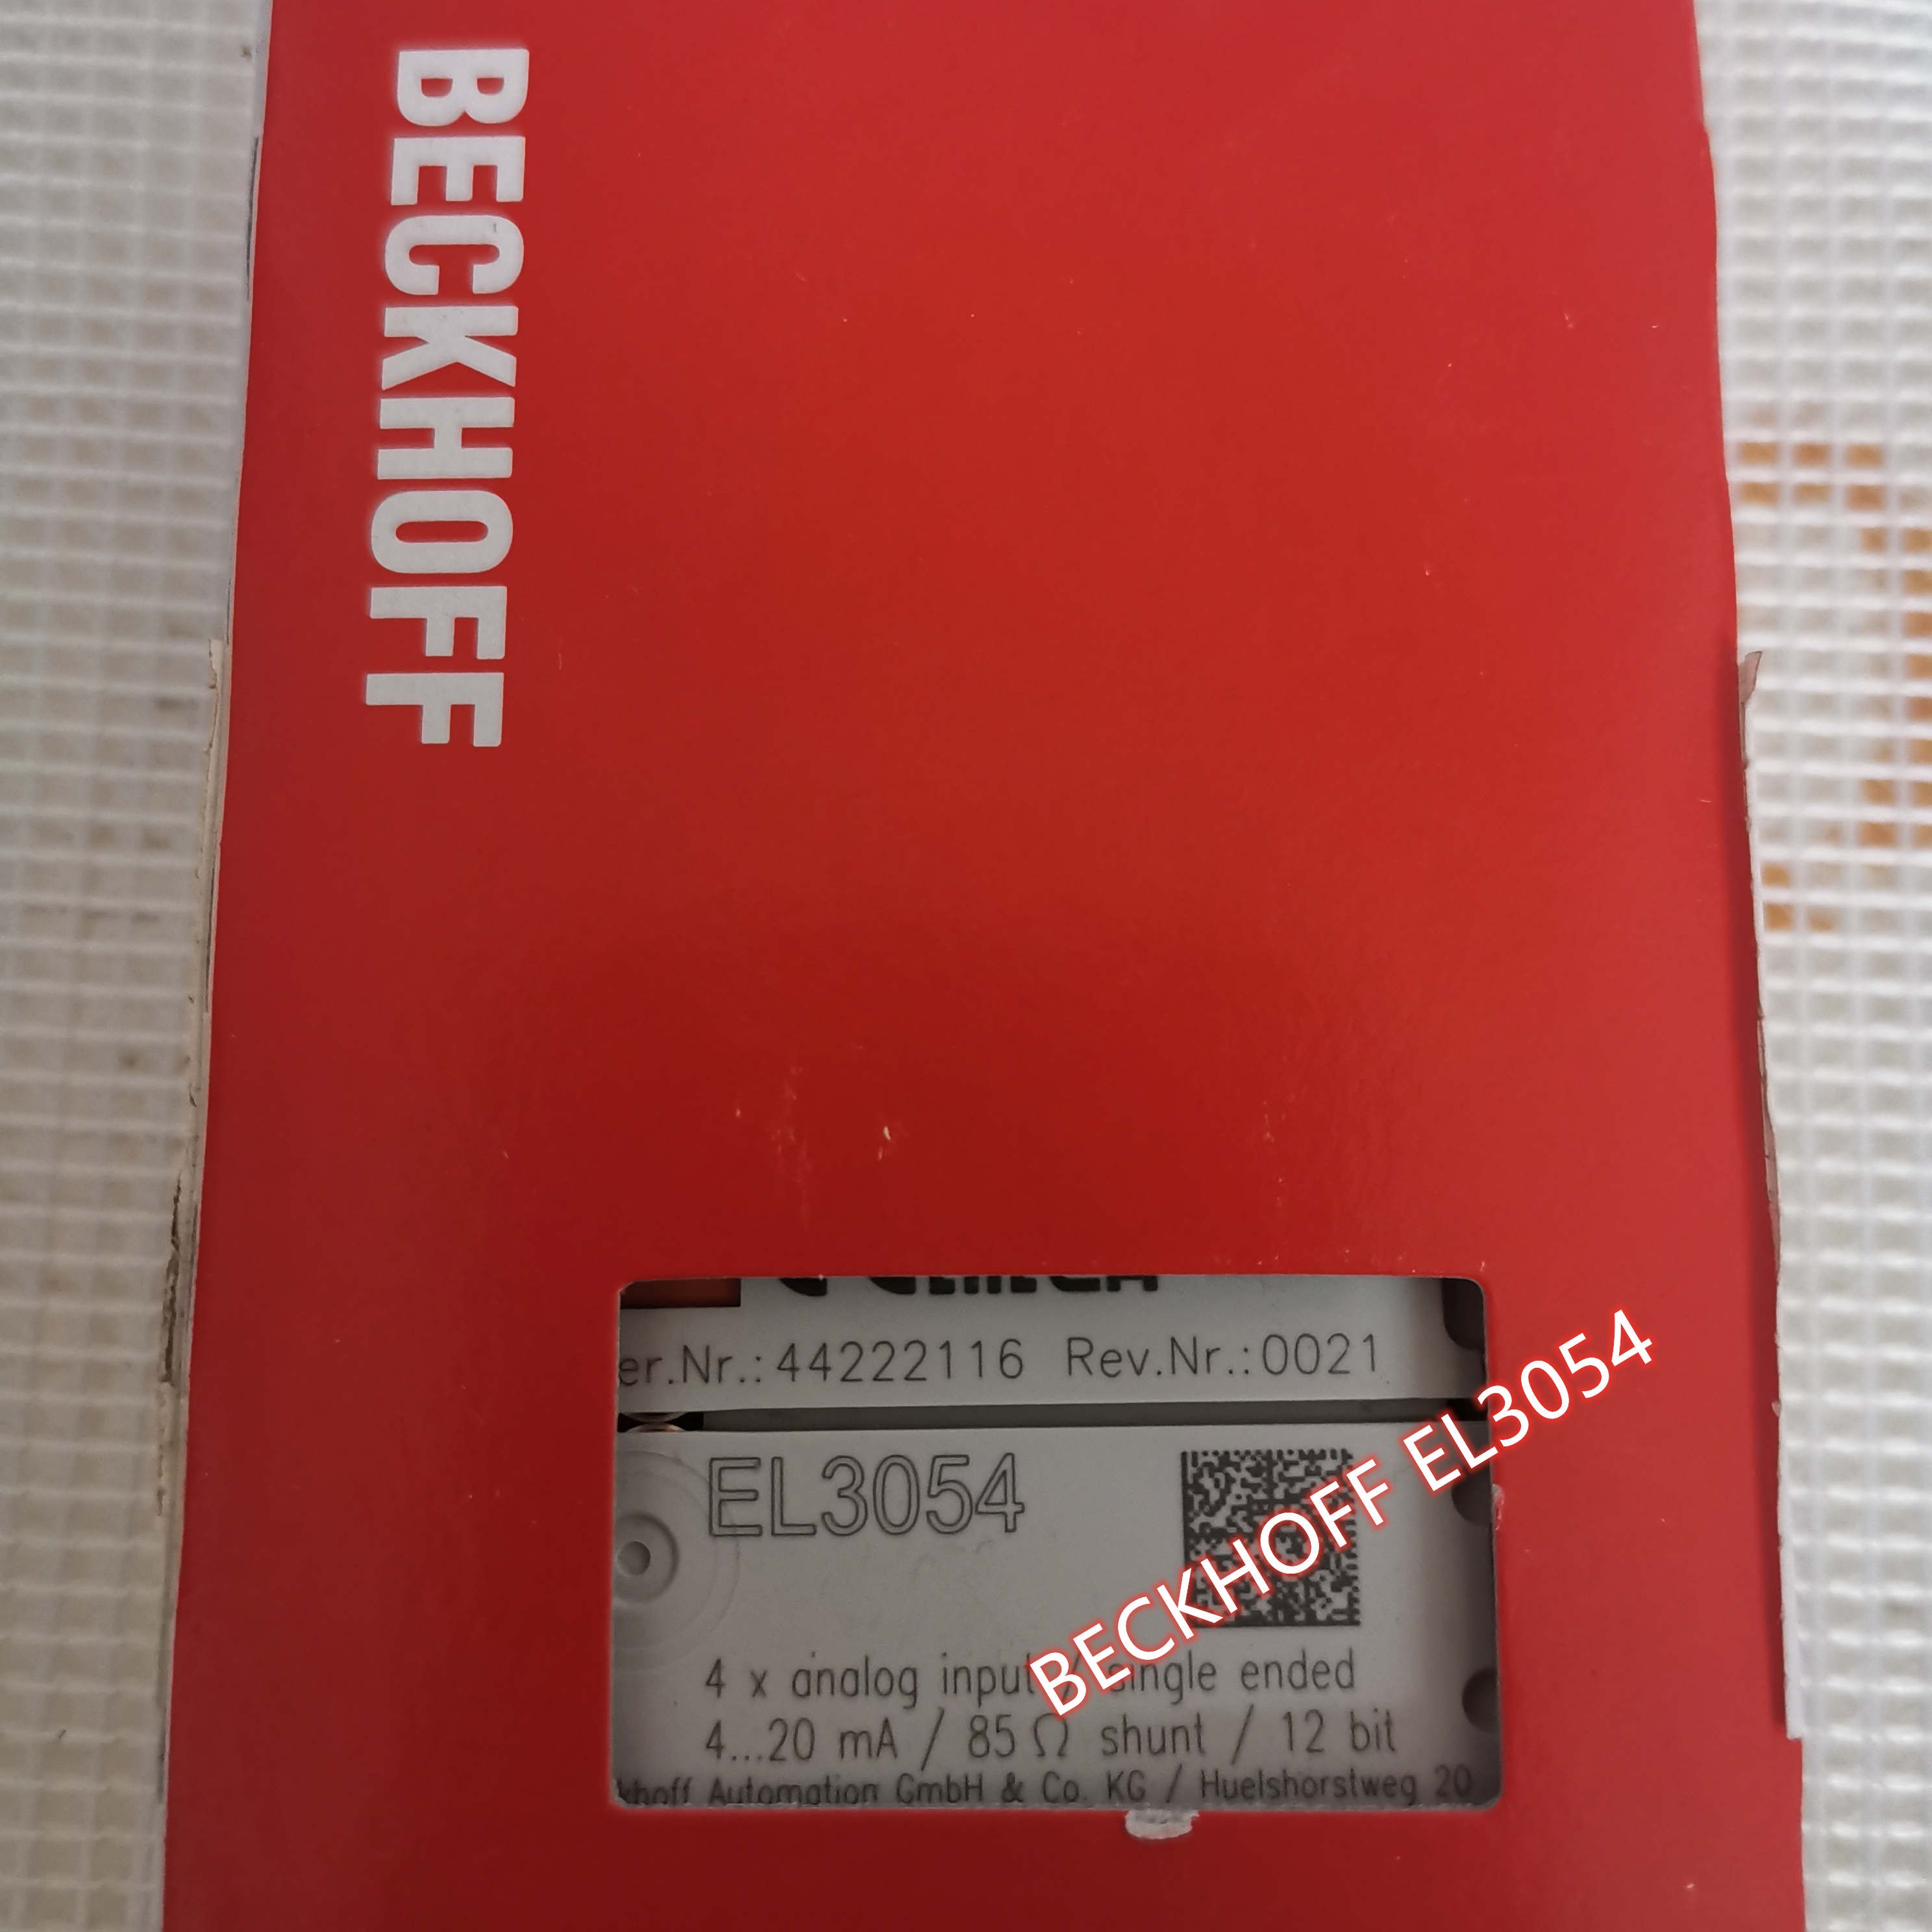 BECKHOFF
er.Nr.:44222116 Rev.Nr.:0021
EL3054
4 x analog input / single ended
4...20 mA / 85 Ω shunt / 12 bit
khoff Automation GmbH & Co. KG / Huelshorstweg 20
BECKHOFF EL3054